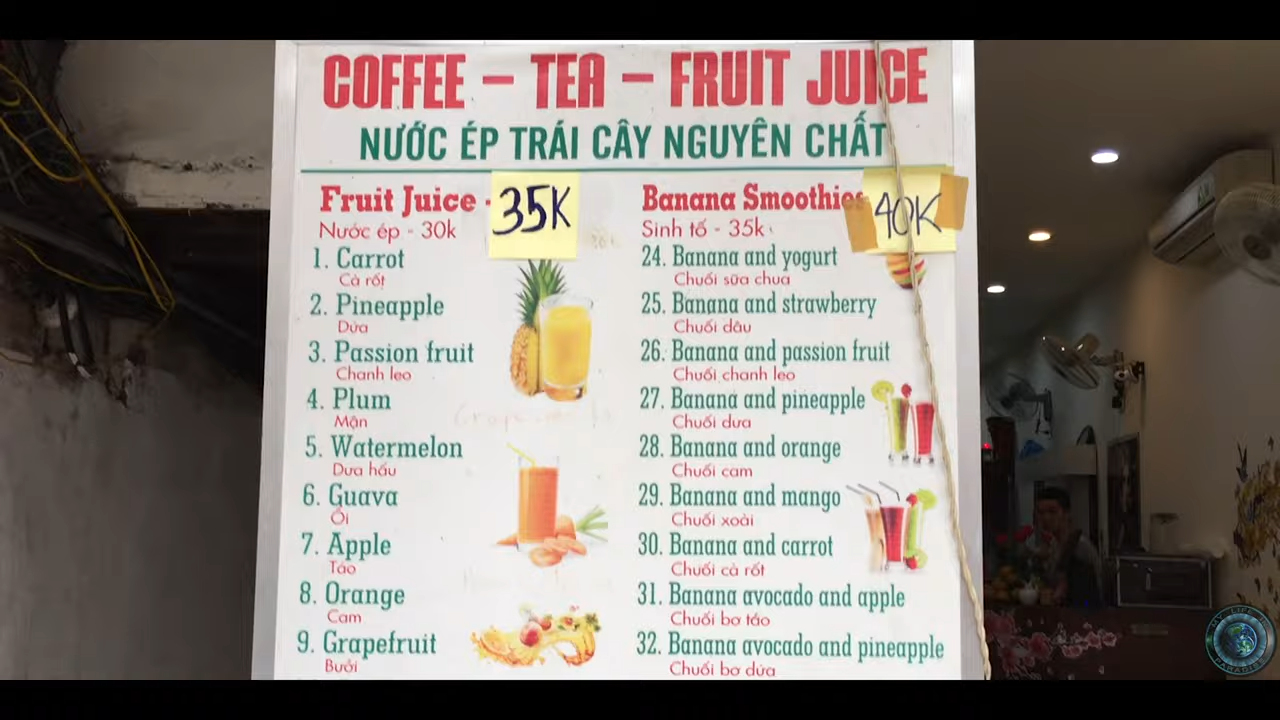 COFFEE – TEA – FRUIT JUICE
NƯỚC ÉP TRÁI CÂY NGUYÊN CHẤT
Fruit Juice - 35K
Nước ép - 30k
1. Carrot
Cà rốt
2. Pineapple
Dứa
3. Passion fruit
Chanh leo
4. Plum
Mận
5. Watermelon
Dưa hấu
6. Guava
Ổi
7. Apple
Táo
8. Orange
Cam
9. Grapefruit
Bưởi
Banana Smoothies 40K
Sinh tố - 35k
24. Banana and yogurt
Chuối sữa chua
25. Banana and strawberry
Chuối dâu
26. Banana and passion fruit
Chuối chanh leo
27. Banana and pineapple
Chuối dứa
28. Banana and orange
Chuối cam
29. Banana and mango
Chuối xoài
30. Banana and carrot
Chuối cà rốt
31. Banana avocado and apple
Chuối bơ táo
32. Banana avocado and pineapple
Chuối bơ dứa